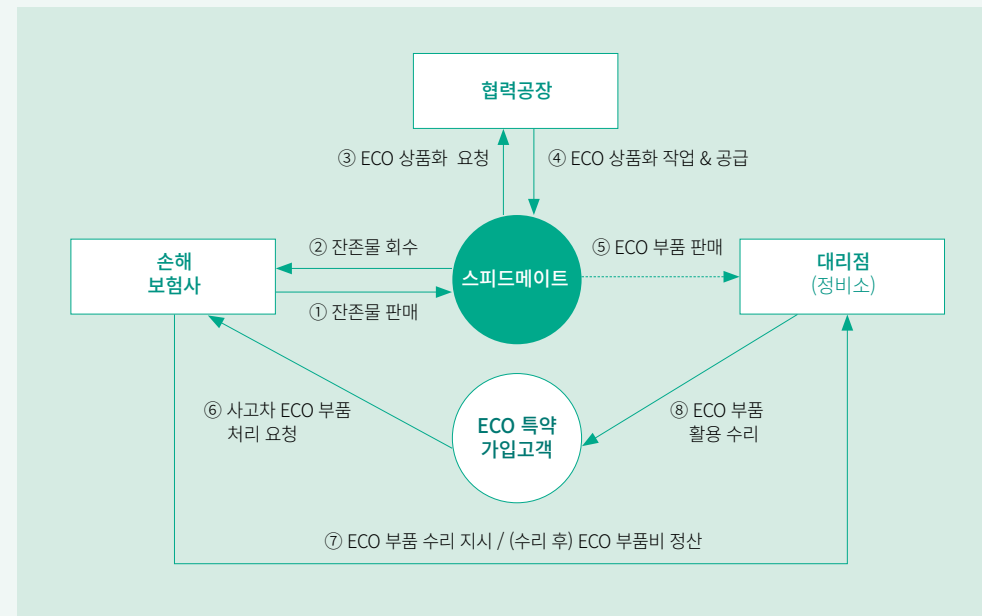 협력공장
③ ECO 상품화 요청
④ ECO 상품화 작업 & 공급
② 잔존물 회수
⑤ ECO 부품 판매
손해
보험사
스피드메이트
대리점
(정비소)
① 잔존물 판매
⑥ 사고차 ECO 부품
처리 요청
ECO 특약
가입고객
⑧ ECO 부품
활용 수리
⑦ ECO 부품 수리 지시 / (수리 후) ECO 부품비 정산